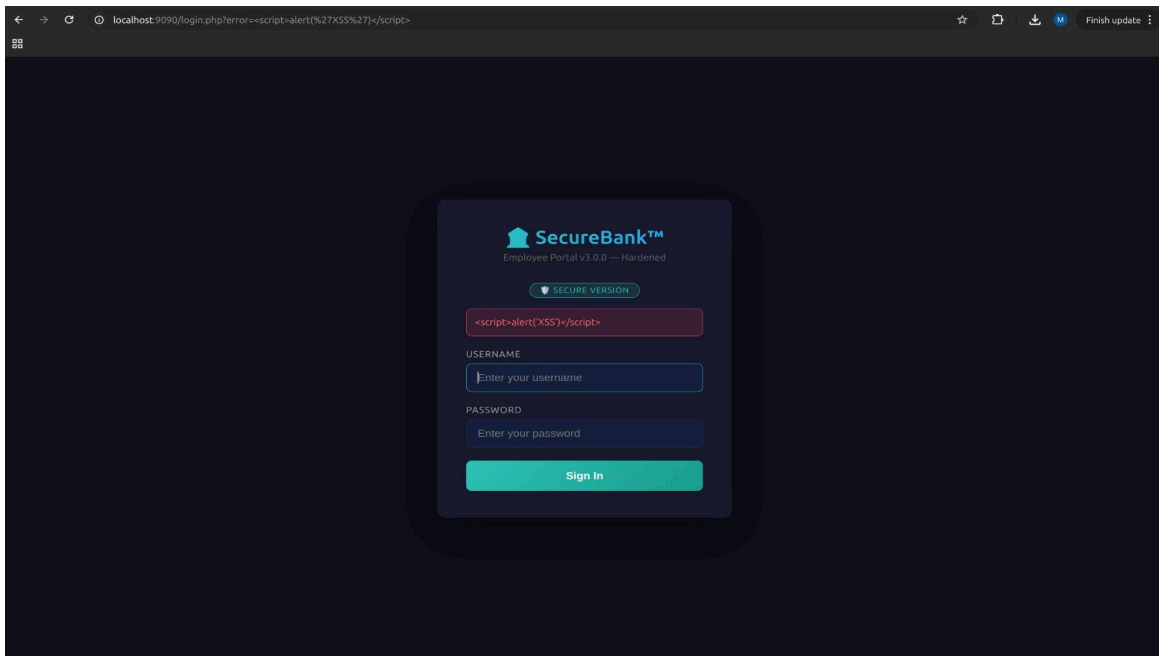 localhost:9090/login.php?error=<script>alert(%27XSS%27)</script>
M
Finish update
SecureBank™
Employee Portal v3.0.0 — Hardened
SECURE VERSION
<script>alert('XSS')</script>
USERNAME
Enter your username
PASSWORD
Enter your password
Sign In